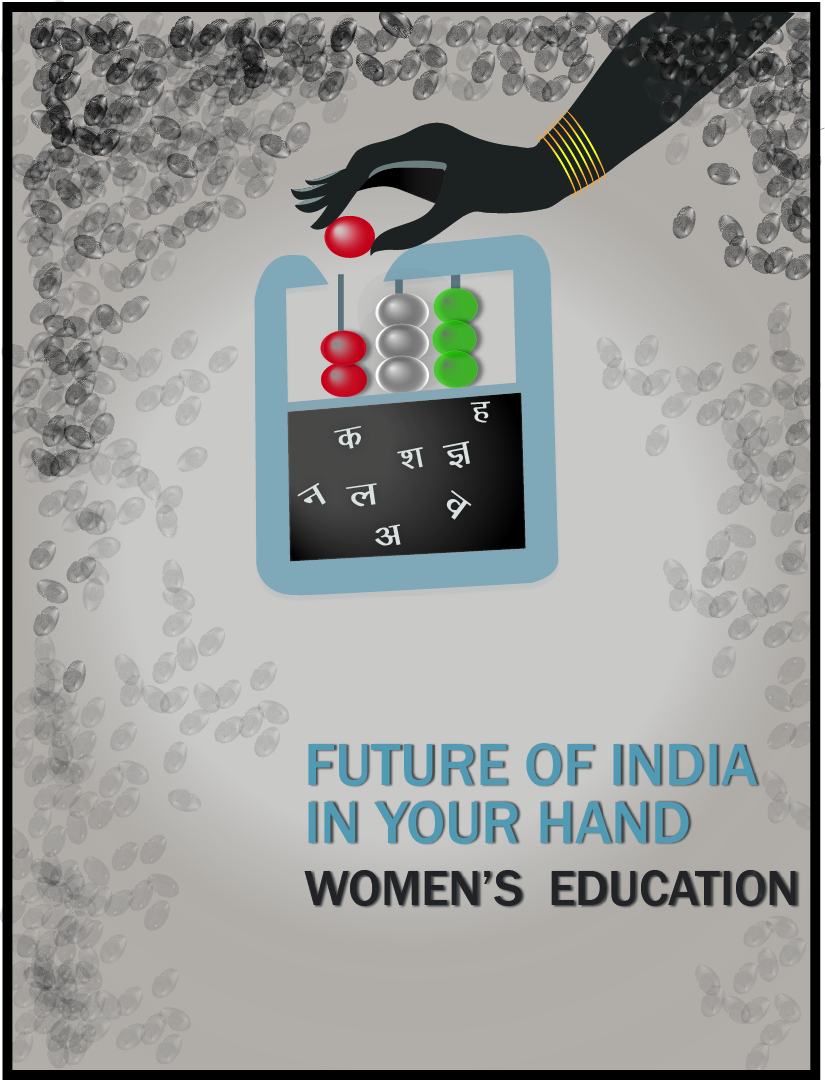 ह
क
श ज्ञ
न ल
वे
अ
FUTURE OF INDIA
IN YOUR HAND
WOMEN'S EDUCATION